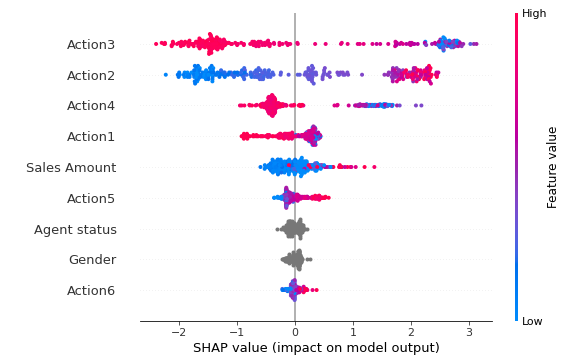 High
Action3
Action2
Action4
Action1
Sales Amount
Action5
Agent status
Gender
Action6
Feature value
Low
−2 −1 0 1 2 3
SHAP value (impact on model output)